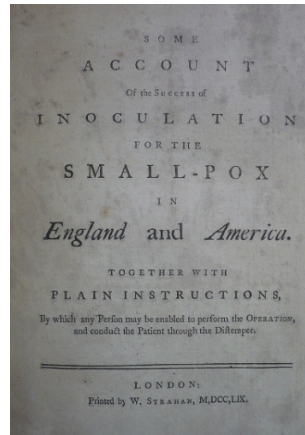 SOME
ACCOUNT
Of the Success of
INOCULATION
FOR THE
SMALL-POX
IN
England and America.
TOGETHER WITH
PLAIN INSTRUCTIONS,
By which any Perſon may be enabled to perform the OPERATION,
and conduct the Patient through the Diſtemper.
LONDON:
Printed by W. STRAHAN, M,DCC,LIX.